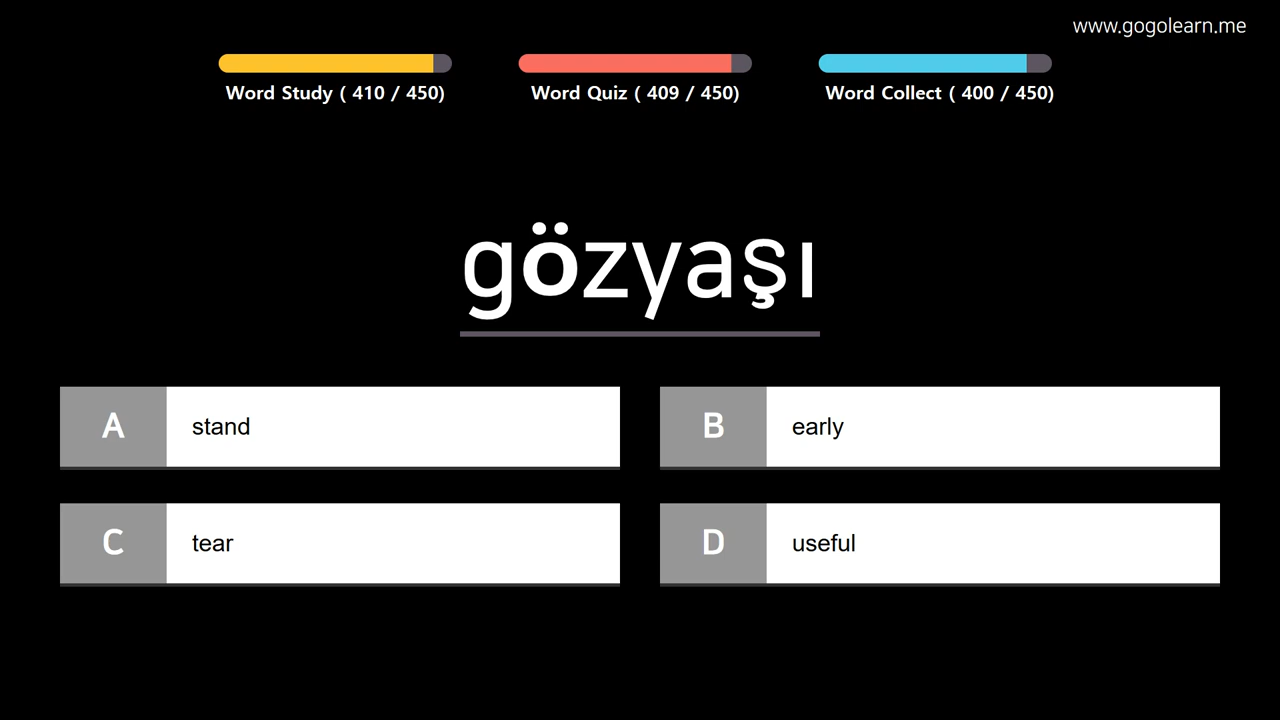 www.gogolearn.me
Word Study ( 410 / 450)
Word Quiz ( 409 / 450)
Word Collect ( 400 / 450)
gözyaşı
A stand
B early
C tear
D useful